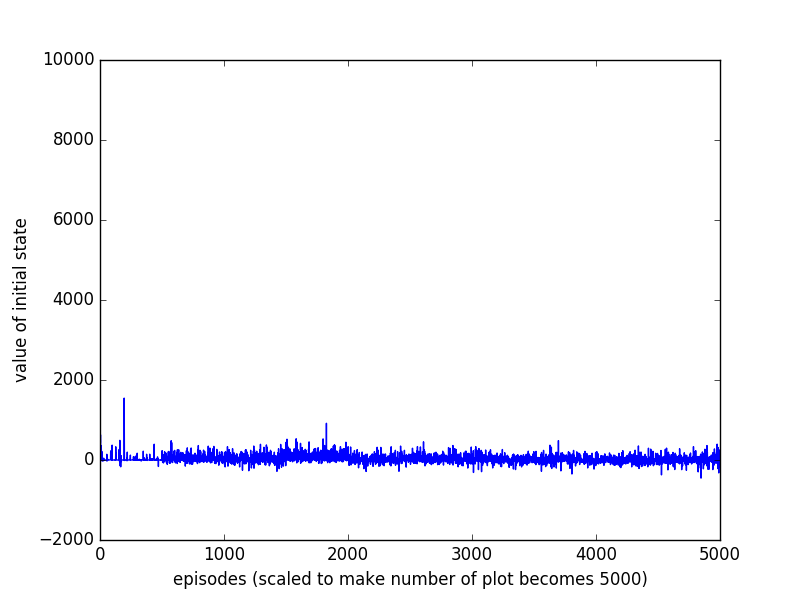 10000
8000
6000
4000
2000
0
−2000
value of initial state
0 1000 2000 3000 4000 5000
episodes (scaled to make number of plot becomes 5000)